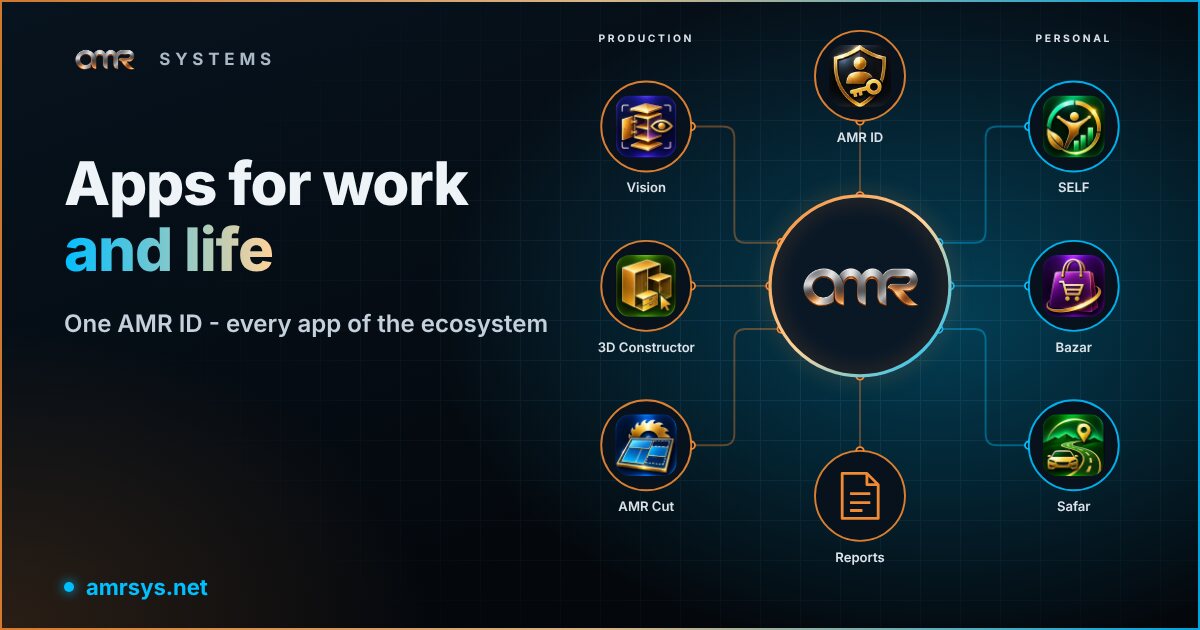 amr SYSTEMS
Apps for work
and life
One AMR ID - every app of the ecosystem
amrsys.net
PRODUCTION
PERSONAL
AMR ID
Vision
SELF
amr
3D Constructor
Bazar
AMR Cut
Safar
Reports